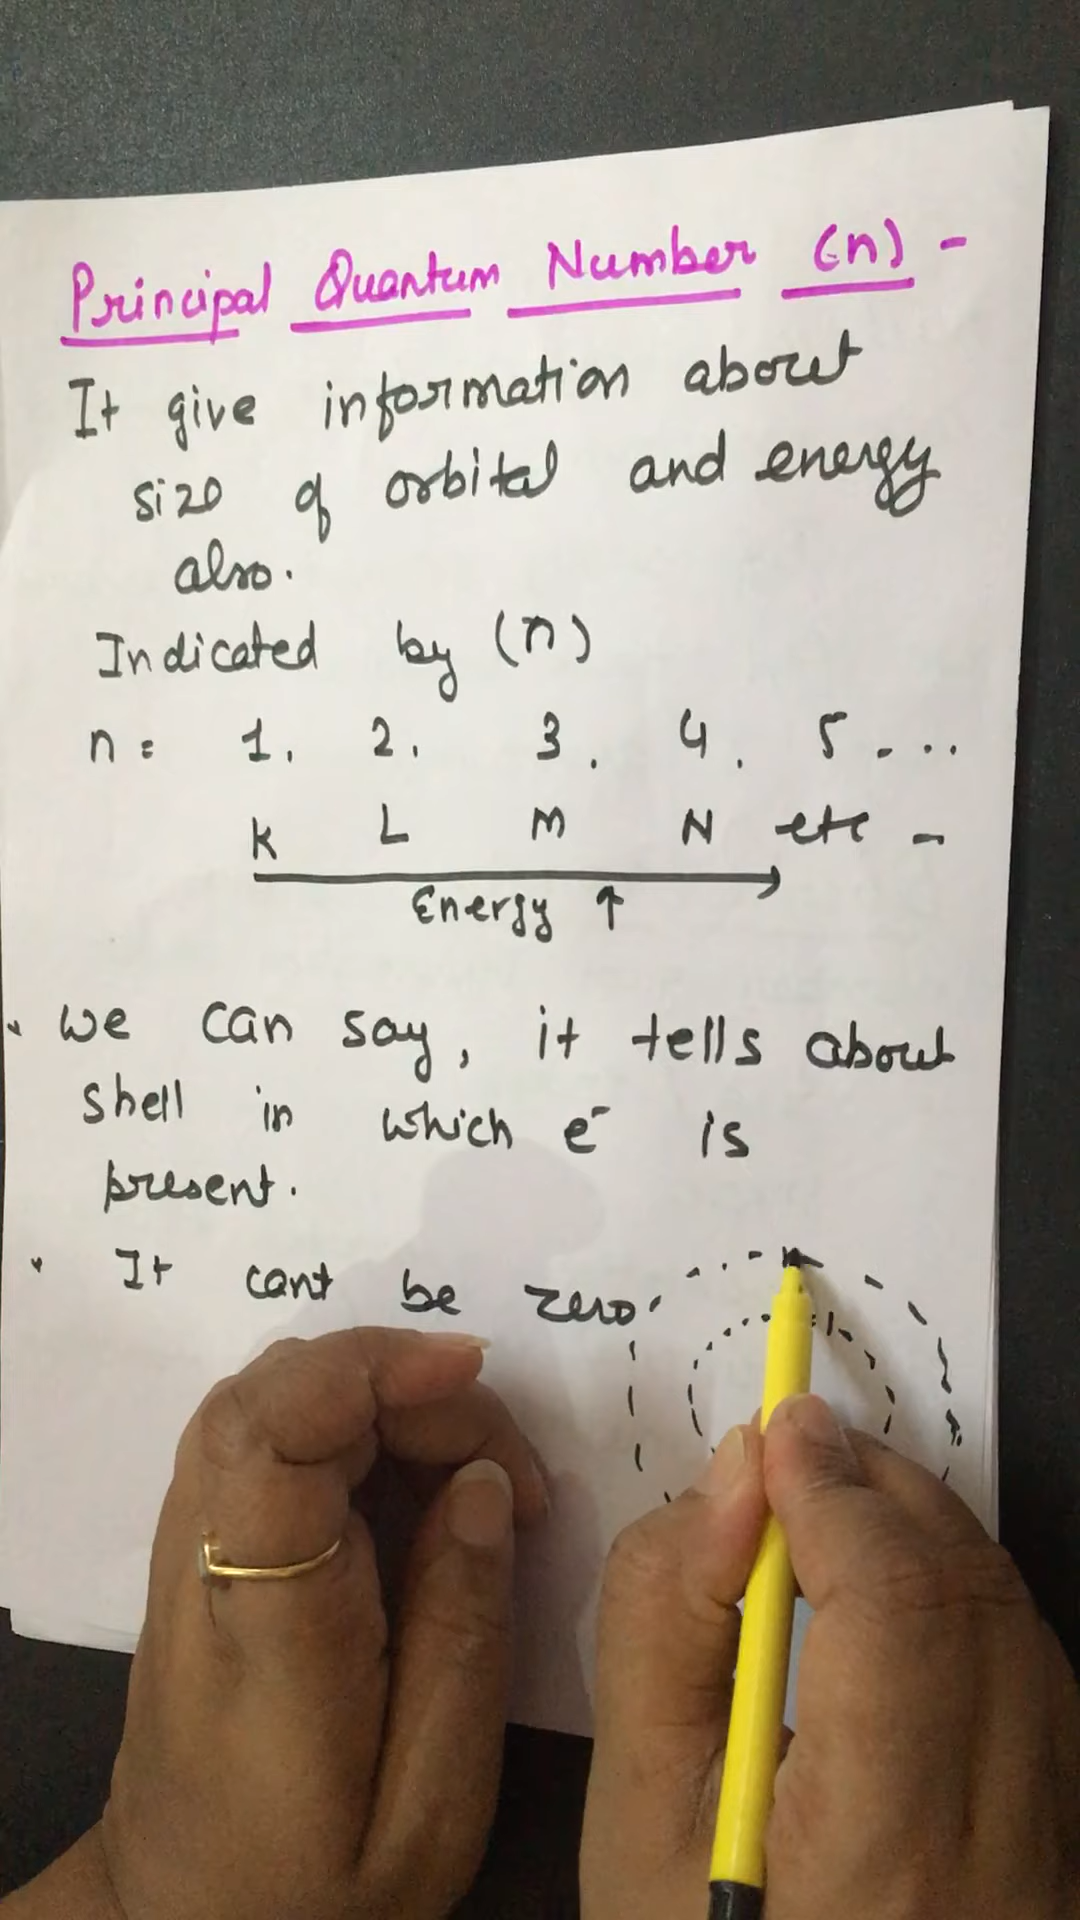 Principal Quantum Number (n) -
It give information about
size of orbital and energy
also.
Indicated by (n)
n = 1, 2, 3, 4, 5 - ...
K L M N etc -
Energy ↑
• We can say, it tells about
shell in which e⁻ is
present.
• It cant be zero.